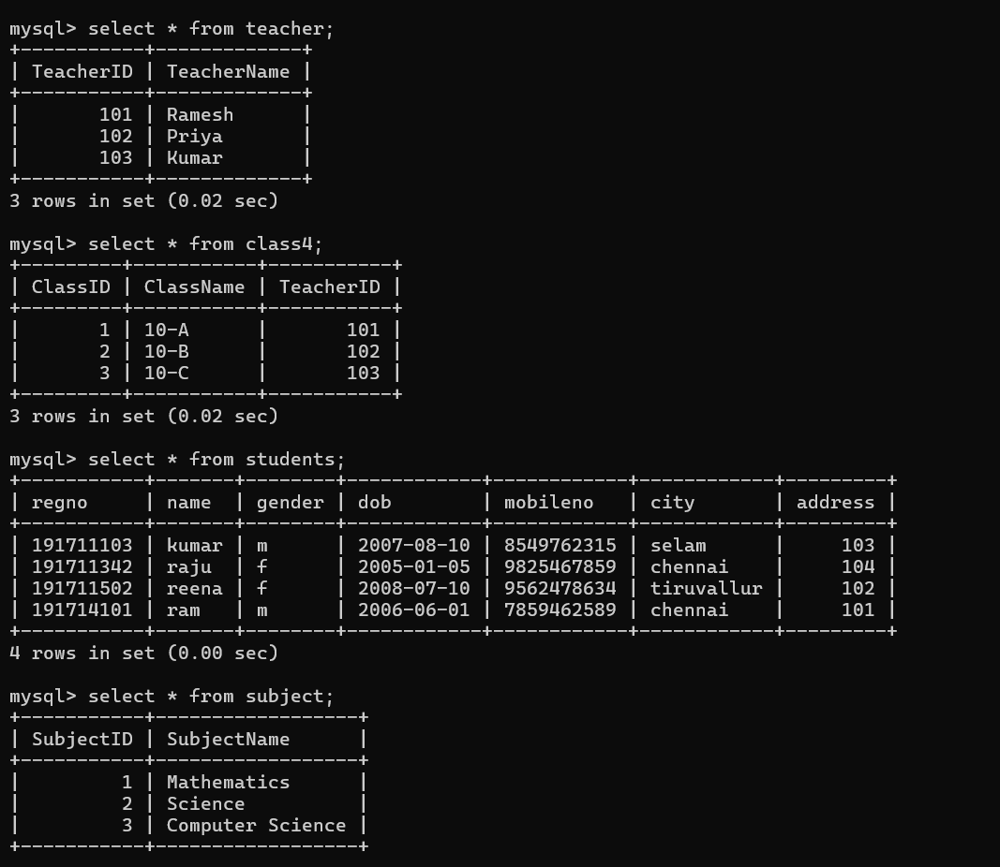 mysql> select * from teacher;
+-----------+-------------+
| TeacherID | TeacherName |
+-----------+-------------+
|       101 | Ramesh      |
|       102 | Priya       |
|       103 | Kumar       |
+-----------+-------------+
3 rows in set (0.02 sec)

mysql> select * from class4;
+---------+-----------+-----------+
| ClassID | ClassName | TeacherID |
+---------+-----------+-----------+
|       1 | 10-A      |       101 |
|       2 | 10-B      |       102 |
|       3 | 10-C      |       103 |
+---------+-----------+-----------+
3 rows in set (0.02 sec)

mysql> select * from students;
+-----------+-------+--------+------------+------------+------------+---------+
| regno     | name  | gender | dob        | mobileno   | city       | address |
+-----------+-------+--------+------------+------------+------------+---------+
| 191711103 | kumar | m      | 2007-08-10 | 8549762315 | selam      |     103 |
| 191711342 | raju  | f      | 2005-01-05 | 9825467859 | chennai    |     104 |
| 191711502 | reena | f      | 2008-07-10 | 9562478634 | tiruvallur |     102 |
| 191714101 | ram   | m      | 2006-06-01 | 7859462589 | chennai    |     101 |
+-----------+-------+--------+------------+------------+------------+---------+
4 rows in set (0.00 sec)

mysql> select * from subject;
+-----------+------------------+
| SubjectID | SubjectName      |
+-----------+------------------+
|         1 | Mathematics      |
|         2 | Science          |
|         3 | Computer Science |
+-----------+------------------+